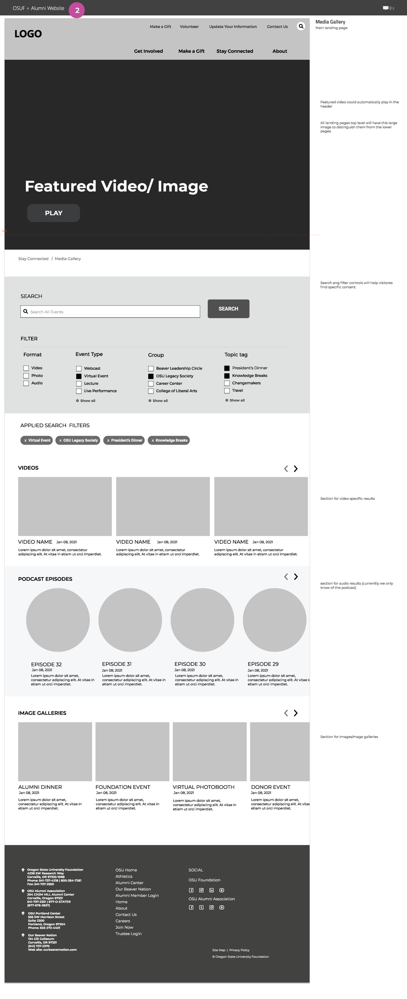 OSUF + Alumni Website
2
Media Gallery
Main landing page
LOGO
Make a Gift
Volunteer
Update Your Information
Contact Us
Get Involved
Make a Gift
Stay Connected
About
Featured video could automatically play in the
header
All landing pages top level will have this large
image to distinguish them from the lower
pages.
Featured Video/ Image
PLAY
Fold
Stay Connected / Media Gallery
Search ang filter controls will help visitores
find specific content.
SEARCH
Search All Events
SEARCH
FILTER
Format
Video
Photo
Audio
Event Type
Webcast
Virtual Event
Lecture
Live Performance
Show all
Group
Beaver Leadership Circle
OSU Legacy Society
Career Center
College of Liberal Arts
Show all
Topic tag
President's Dinner
Knowledge Breaks
Changemakers
Travel
Show all
APPLIED SEARCH FILTERS
x Virtual Event
x OSU Legacy Society
x President's Dinner
x Knowledge Breaks
VIDEOS
Section for video specific results
VIDEO NAME Jan 08, 2021
Lorem ipsum dolor sit amet, consectetur
adipiscing elit. At vitae in etiam ut orci imperdiet.
VIDEO NAME Jan 08, 2021
Lorem ipsum dolor sit amet, consectetur
adipiscing elit. At vitae in etiam ut orci imperdiet.
VIDEO NAME Jan 08, 2021
Lorem ipsum dolor sit amet, consectetur
adipiscing elit. At vitae in etiam ut orci imperdiet.
PODCAST EPISODES
section for audio results (currenltly we only
know of the podcast)
EPISODE 32
Jan 08, 2021
Lorem ipsum dolor sit amet,
consectetur adipiscing elit. At vitae in
etiam ut orci imperdiet.
EPISODE 31
Jan 08, 2021
Lorem ipsum dolor sit amet,
consectetur adipiscing elit. At vitae in
etiam ut orci imperdiet.
EPISODE 30
Jan 08, 2021
Lorem ipsum dolor sit amet,
consectetur adipiscing elit. At vitae in
etiam ut orci imperdiet.
EPISODE 29
Jan 08, 2021
Lorem ipsum dolor sit amet,
consectetur adipiscing elit. At vitae in
etiam ut orci imperdiet.
IMAGE GALLERIES
Section for images/mage galleries
ALUMNI DINNER
Jan 08, 2021
Lorem ipsum dolor sit amet,
consectetur adipiscing elit. At vitae in
etiam ut orci imperdiet.
FOUNDATION EVENT
Jan 08, 2021
Lorem ipsum dolor sit amet,
consectetur adipiscing elit. At vitae in
etiam ut orci imperdiet.
VIRTUAL PHOTOBOOTH
Jan 08, 2021
Lorem ipsum dolor sit amet,
consectetur adipiscing elit. At vitae in
etiam ut orci imperdiet.
DONOR EVENT
Jan 08, 2021
Lorem ipsum dolor sit amet,
consectetur adipiscing elit. At vitae
etiam ut orci imperdiet.
Oregon State University Foundation
4238 SW Research Way
Corvallis, OR 97333-1068
Phone: 541-737-4218 | 800-354-7281
Fax: 541-737-2550
OSU Alumni Association
204 CH2M HILL Alumni Center
Corvallis, Oregon 97331
541-737-2351 | 877-O-STATER
(877-678-2837)
OSU Portland Center
555 SW Morrison Street
Suite 2200
Portland, Oregon 97204
Phone: 503-273-4401
Our Beaver Nation
134 Gill Coliseum
Corvallis, OR 97331
(541) 737-2370
Web site: ourbeavernation.com
OSU Home
Athletics
Alumni Center
Our Beaver Nation
Alumni Member Login
Home
About
Contact Us
Careers
Join Now
Trustee Login
SOCIAL
OSU Foundation
OSU Alumni Association
Site Map | Privacy Policy
© Oregon State University Foundation